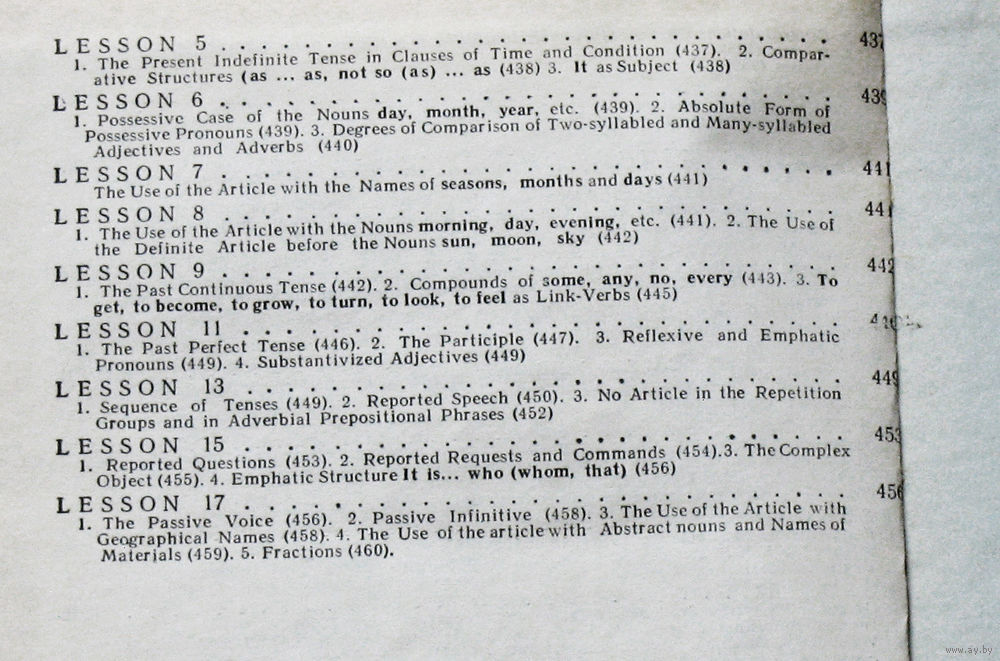 LESSON 5 . . . . . . . . . . . . . . . . . . . . . . 437
1. The Present Indefinite Tense in Clauses of Time and Condition (437). 2. Compar-
ative Structures (as ... as, not so (as) ... as (438) 3. It as Subject (438)
LESSON 6 . . . . . . . . . . . . . . . . . . . . . . 439
1. Possessive Case of the Nouns day, month, year, etc. (439). 2. Absolute Form of
Possessive Pronouns (439). 3. Degrees of Comparison of Two-syllabled and Many-syllabled
Adjectives and Adverbs (440)
LESSON 7 . . . . . . . . . . . . . . . . . . . . . . 441
The Use of the Article with the Names of seasons, months and days (441)
LESSON 8 . . . . . . . . . . . . . . . . . . . . . . 441
1. The Use of the Article with the Nouns morning, day, evening, etc. (441). 2. The Use of
the Definite Article before the Nouns sun, moon, sky (442)
LESSON 9 . . . . . . . . . . . . . . . . . . . . . . 442
1. The Past Continuous Tense (442). 2. Compounds of some, any, no, every (443). 3. To
get, to become, to grow, to turn, to look, to feel as Link-Verbs (445)
LESSON 11 . . . . . . . . . . . . . . . . . . . . . .
1. The Past Perfect Tense (446). 2. The Participle (447). 3. Reflexive and Emphatic
Pronouns (449). 4. Substantivized Adjectives (449)
LESSON 13 . . . . . . . . . . . . . . . . . . . . . . 449
1. Sequence of Tenses (449). 2. Reported Speech (450). 3. No Article in the Repetition
Groups and in Adverbial Prepositional Phrases (452)
LESSON 15 . . . . . . . . . . . . . . . . . . . . . . 453
1. Reported Questions (453). 2. Reported Requests and Commands (454).3. The Complex
Object (455). 4. Emphatic Structure It is... who (whom, that) (456)
LESSON 17 . . . . . . . . . . . . . . . . . . . . . . 456
1. The Passive Voice (456). 2. Passive Infinitive (458). 3. The Use of the Article with
Geographical Names (458). 4. The Use of the article with Abstract nouns and Names of
Materials (459). 5. Fractions (460).
www.ay.by